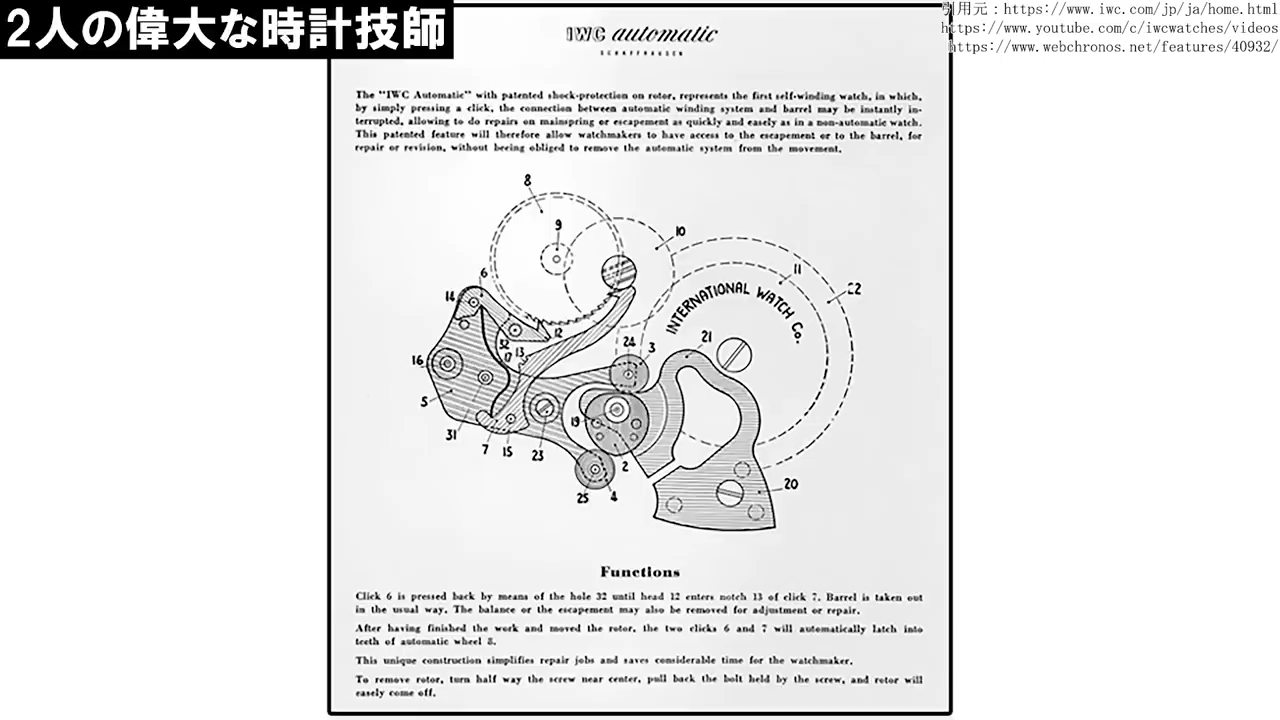 2人の偉大な時計技師
引用元：https://www.iwc.com/jp/ja/home.html
https://www.youtube.com/c/iwcwatches/videos
https://www.webchronos.net/features/40932/
IWC automatic
SCHAFFHAUSEN
The "IWC Automatic" with patented shock-protection on rotor, represents the first self-winding watch, in which,
by simply pressing a click, the connection between automatic winding system and barrel may be instantly in-
terrupted, allowing to do repairs on mainspring or escapement as quickly and easely as in a non-automatic watch.
This patented feature will therefore allow watchmakers to have access to the escapement or to the barrel, for
repair or revision, without beeing obliged to remove the automatic system from the movement.
8
9
10
11
C2
INTERNATIONAL WATCH Co.
6
14
12
32
17
13
24
3
21
16
5
31
7
15
23
19
2
25
4
20
Functions
Click 6 is pressed back by means of the hole 32 until head 12 enters notch 13 of click 7. Barrel is taken out
in the usual way. The balance or the escapement may also be removed for adjustment or repair.
After having finished the work and moved the rotor, the two clicks 6 and 7 will automatically latch into
teeth of automatic wheel 8.
This unique construction simplifies repair jobs and saves considerable time for the watchmaker.
To remove rotor, turn half way the screw near center, pull back the bolt held by the screw, and rotor will
easely come off.